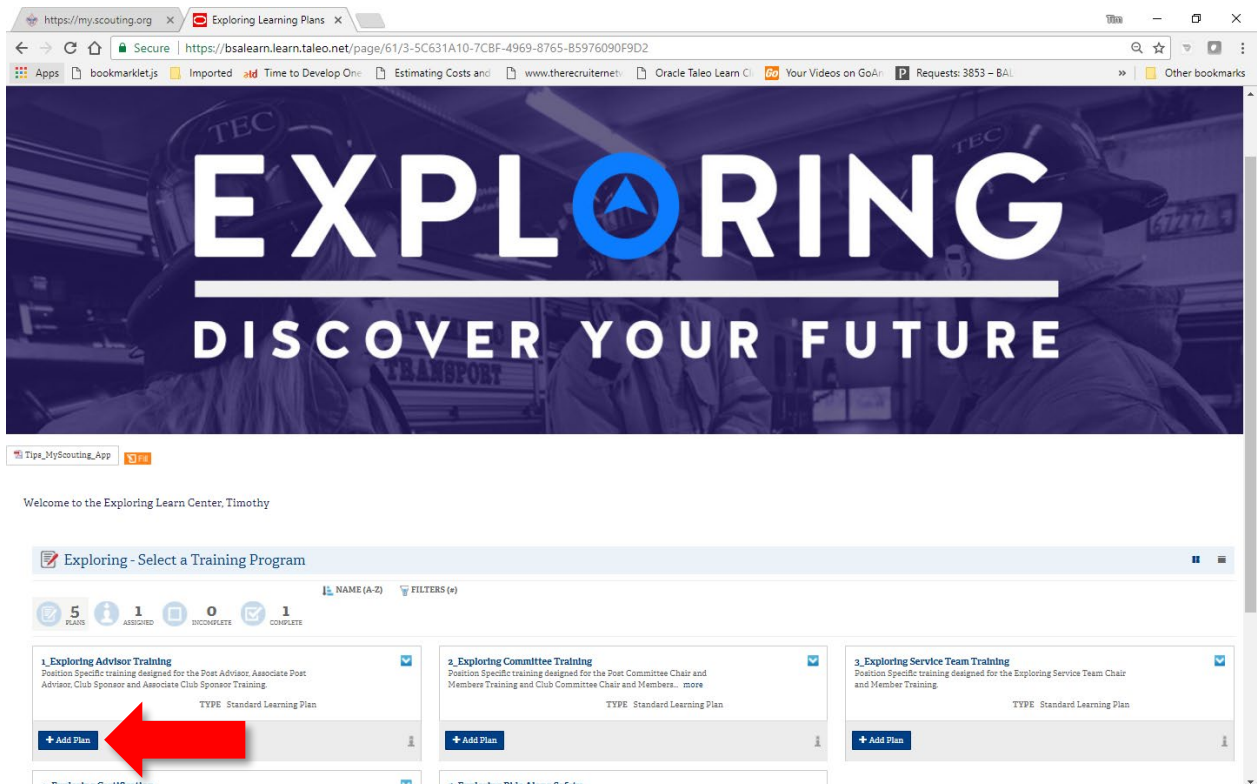 https://my.scouting.org
Exploring Learning Plans
Tim
Secure https://bsalearn.learn.taleo.net/page/61/3-5C631A10-7CBF-4969-8765-B5976090F9D2
Apps bookmarklet.js Imported ald Time to Develop One Estimating Costs and www.therecruiternet Oracle Taleo Learn Cl Go Your Videos on GoAn P Requests: 3853 – BAL » Other bookmarks
TEC TEC
EXPLORING
DISCOVER YOUR FUTURE
TRANSPORT
Tips_MyScouting_App Fill
Welcome to the Exploring Learn Center, Timothy
Exploring - Select a Training Program
NAME (A-Z) FILTERS (0)
5 PLANS 1 ASSIGNED 0 INCOMPLETE 1 COMPLETE
1_Exploring Advisor Training
Position Specific training designed for the Post Advisor, Associate Post
Advisor, Club Sponsor and Associate Club Sponsor Training.
TYPE Standard Learning Plan
+ Add Plan
2_Exploring Committee Training
Position Specific training designed for the Post Committee Chair and
Members Training and Club Committee Chair and Members... more
TYPE Standard Learning Plan
+ Add Plan
3_Exploring Service Team Training
Position Specific training designed for the Exploring Service Team Chair
and Member Training.
TYPE Standard Learning Plan
+ Add Plan